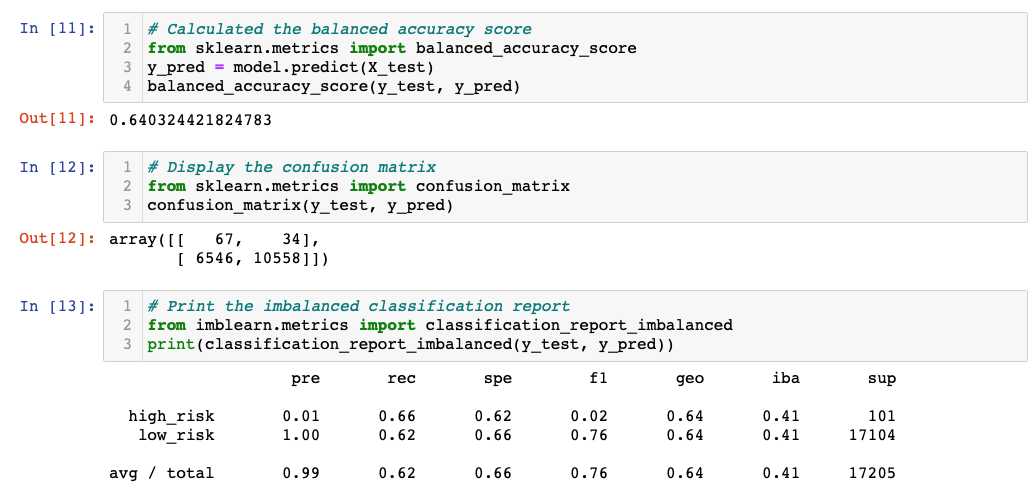 In [11]: 1 # Calculated the balanced accuracy score
2 from sklearn.metrics import balanced_accuracy_score
3 y_pred = model.predict(X_test)
4 balanced_accuracy_score(y_test, y_pred)
Out[11]: 0.640324421824783
In [12]: 1 # Display the confusion matrix
2 from sklearn.metrics import confusion_matrix
3 confusion_matrix(y_test, y_pred)
Out[12]: array([[   67,    34],
[ 6546, 10558]])
In [13]: 1 # Print the imbalanced classification report
2 from imblearn.metrics import classification_report_imbalanced
3 print(classification_report_imbalanced(y_test, y_pred))
pre rec spe f1 geo iba sup
high_risk 0.01 0.66 0.62 0.02 0.64 0.41 101
low_risk 1.00 0.62 0.66 0.76 0.64 0.41 17104
avg / total 0.99 0.62 0.66 0.76 0.64 0.41 17205